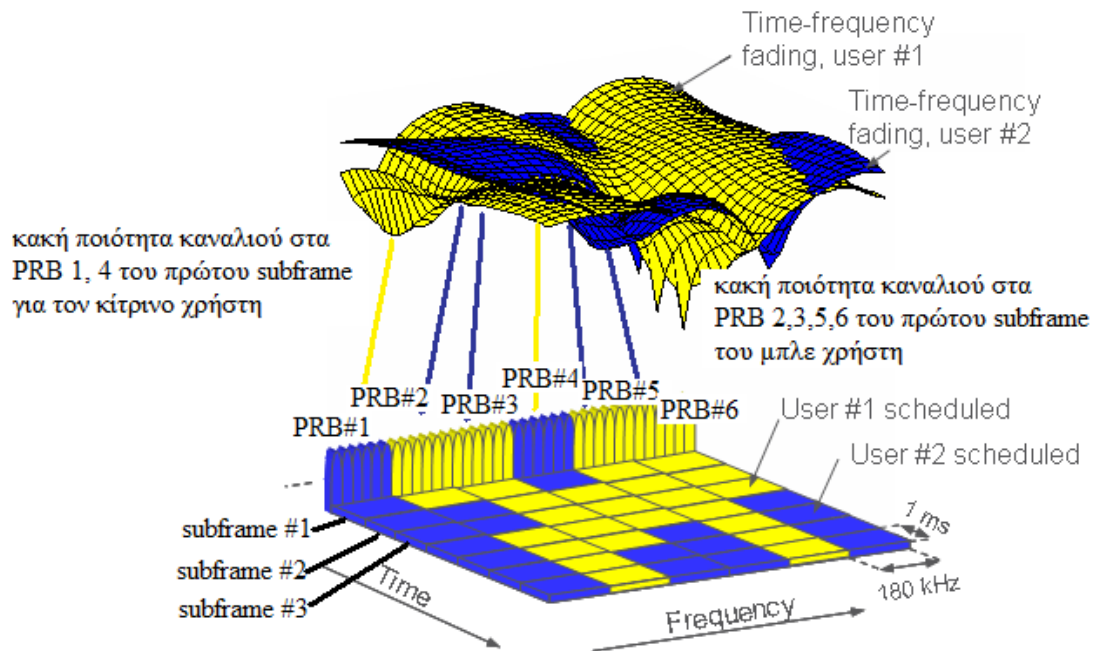 Time-frequency
fading, user #1
Time-frequency
fading, user #2
κακή ποιότητα καναλιού στα
PRB 1, 4 του πρώτου subframe
για τον κίτρινο χρήστη
κακή ποιότητα καναλιού στα
PRB 2,3,5,6 του πρώτου subframe
του μπλε χρήστη
PRB#1
PRB#2
PRB#3
PRB#4
PRB#5
PRB#6
User #1 scheduled
User #2 scheduled
subframe #1
subframe #2
subframe #3
Time
Frequency
1 ms
180 kHz